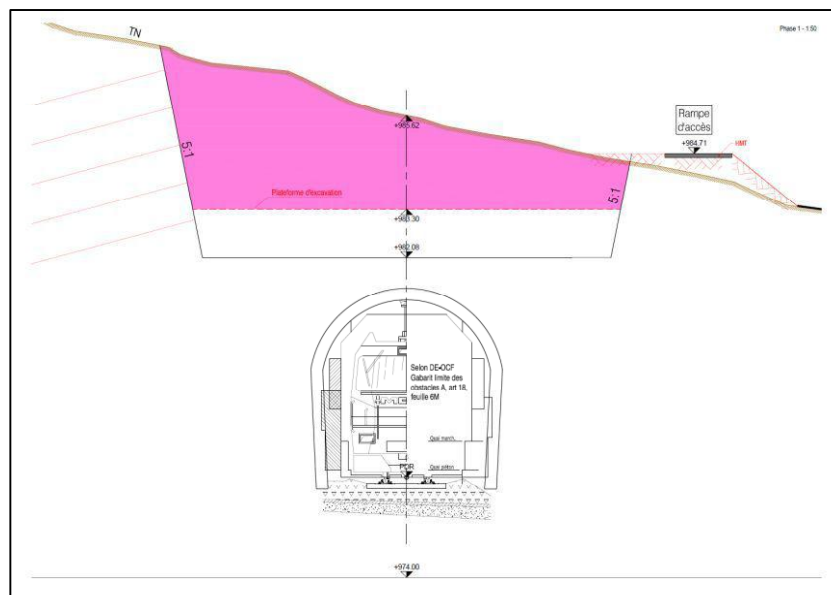 TN
Phase 1 - 1:50
Rampe
d'accès
+984.71
HMT
+985.62
5:1
5:1
Plateforme d'excavation
+983.30
+982.08
Selon DE-OCF
Gabarit limite des
obstacles A, art 18,
feuille 6M
Quai march.
Quai piéton
PDR
+974.00